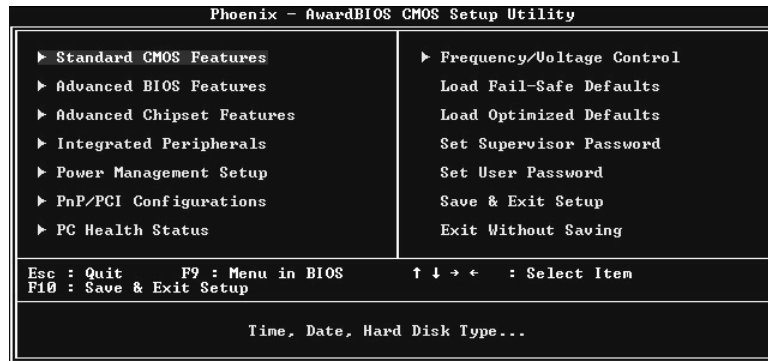 Phoenix - AwardBIOS CMOS Setup Utility
▶ Standard CMOS Features
▶ Advanced BIOS Features
▶ Advanced Chipset Features
▶ Integrated Peripherals
▶ Power Management Setup
▶ PnP/PCI Configurations
▶ PC Health Status
▶ Frequency/Voltage Control
Load Fail-Safe Defaults
Load Optimized Defaults
Set Supervisor Password
Set User Password
Save & Exit Setup
Exit Without Saving
Esc : Quit F9 : Menu in BIOS ↑ ↓ → ← : Select Item
F10 : Save & Exit Setup
Time, Date, Hard Disk Type...